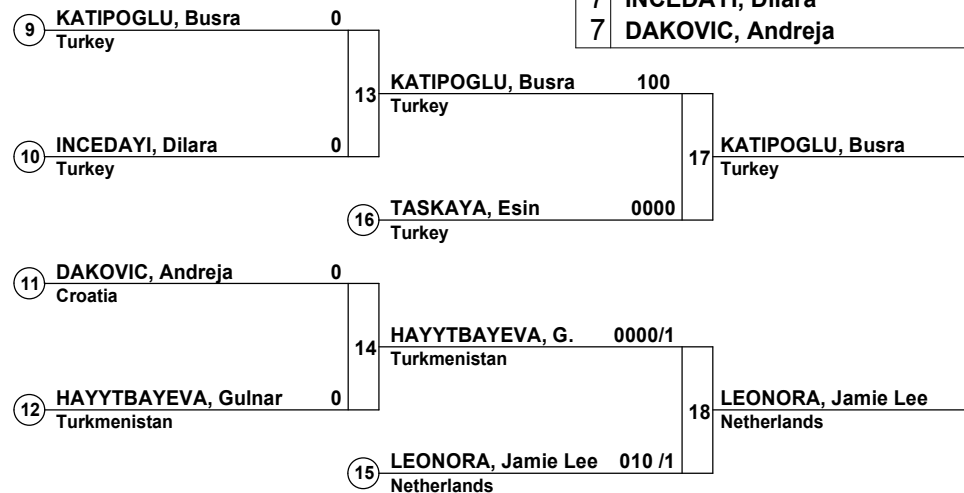 7 INCEDAYI, Dilara
7 DAKOVIC, Andreja
9 KATIPOGLU, Busra 0
Turkey
13 KATIPOGLU, Busra 100
Turkey
10 INCEDAYI, Dilara 0
Turkey
17 KATIPOGLU, Busra
Turkey
16 TASKAYA, Esin 0000
Turkey
11 DAKOVIC, Andreja 0
Croatia
14 HAYYTBAYEVA, G. 0000/1
Turkmenistan
12 HAYYTBAYEVA, Gulnar 0
Turkmenistan
18 LEONORA, Jamie Lee
Netherlands
15 LEONORA, Jamie Lee 010 /1
Netherlands